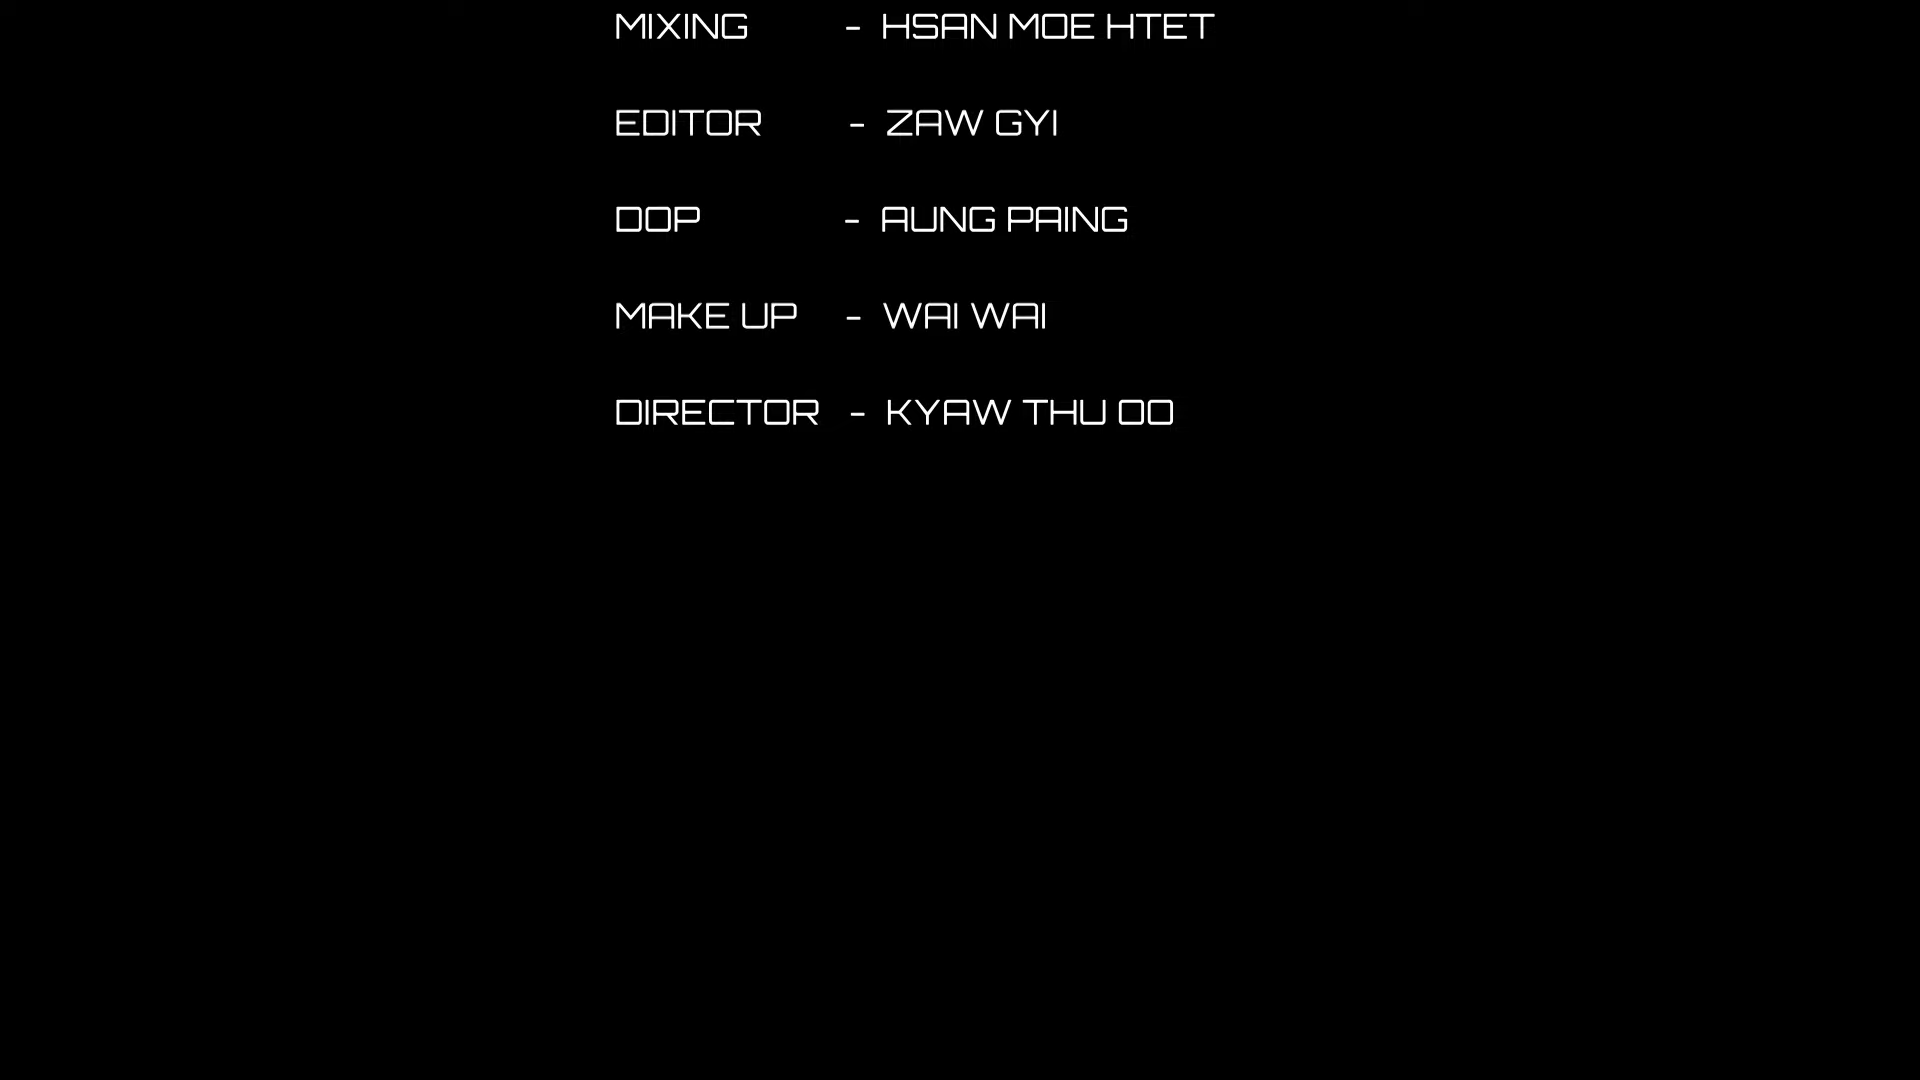 MIXING - HSAN MOE HTET
EDITOR - ZAW GYI
DOP - AUNG PAING
MAKE UP - WAI WAI
DIRECTOR - KYAW THU OO